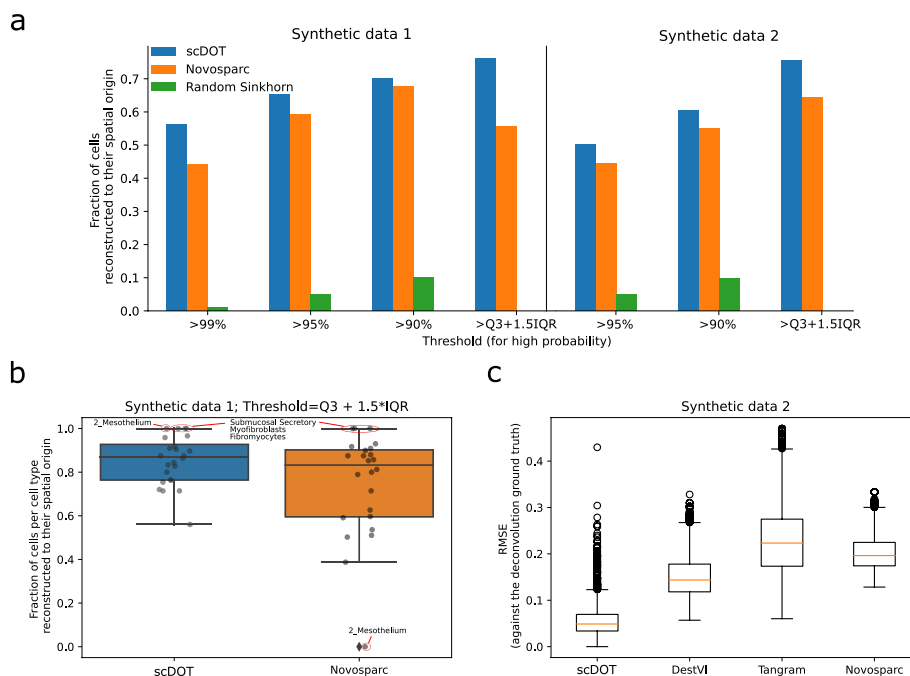 a
Synthetic data 1
Synthetic data 2
scDOT
Novosparc
Random Sinkhorn
Fraction of cells
reconstructed to their spatial origin
0.7
0.6
0.5
0.4
0.3
0.2
0.1
0.0
>99%
>95%
>90%
>Q3+1.5IQR
>95%
>90%
>Q3+1.5IQR
Threshold (for high probability)
b
Synthetic data 1; Threshold=Q3 + 1.5*IQR
Fraction of cells per cell type
reconstructed to their spatial origin
1.0
0.8
0.6
0.4
0.2
0.0
2_Mesothelium
Submucosal Secretory
Myofibroblasts
Fibromyocytes
2_Mesothelium
scDOT
Novosparc
c
Synthetic data 2
RMSE
(against the deconvolution ground truth)
0.4
0.3
0.2
0.1
0.0
scDOT
DestVI
Tangram
Novosparc